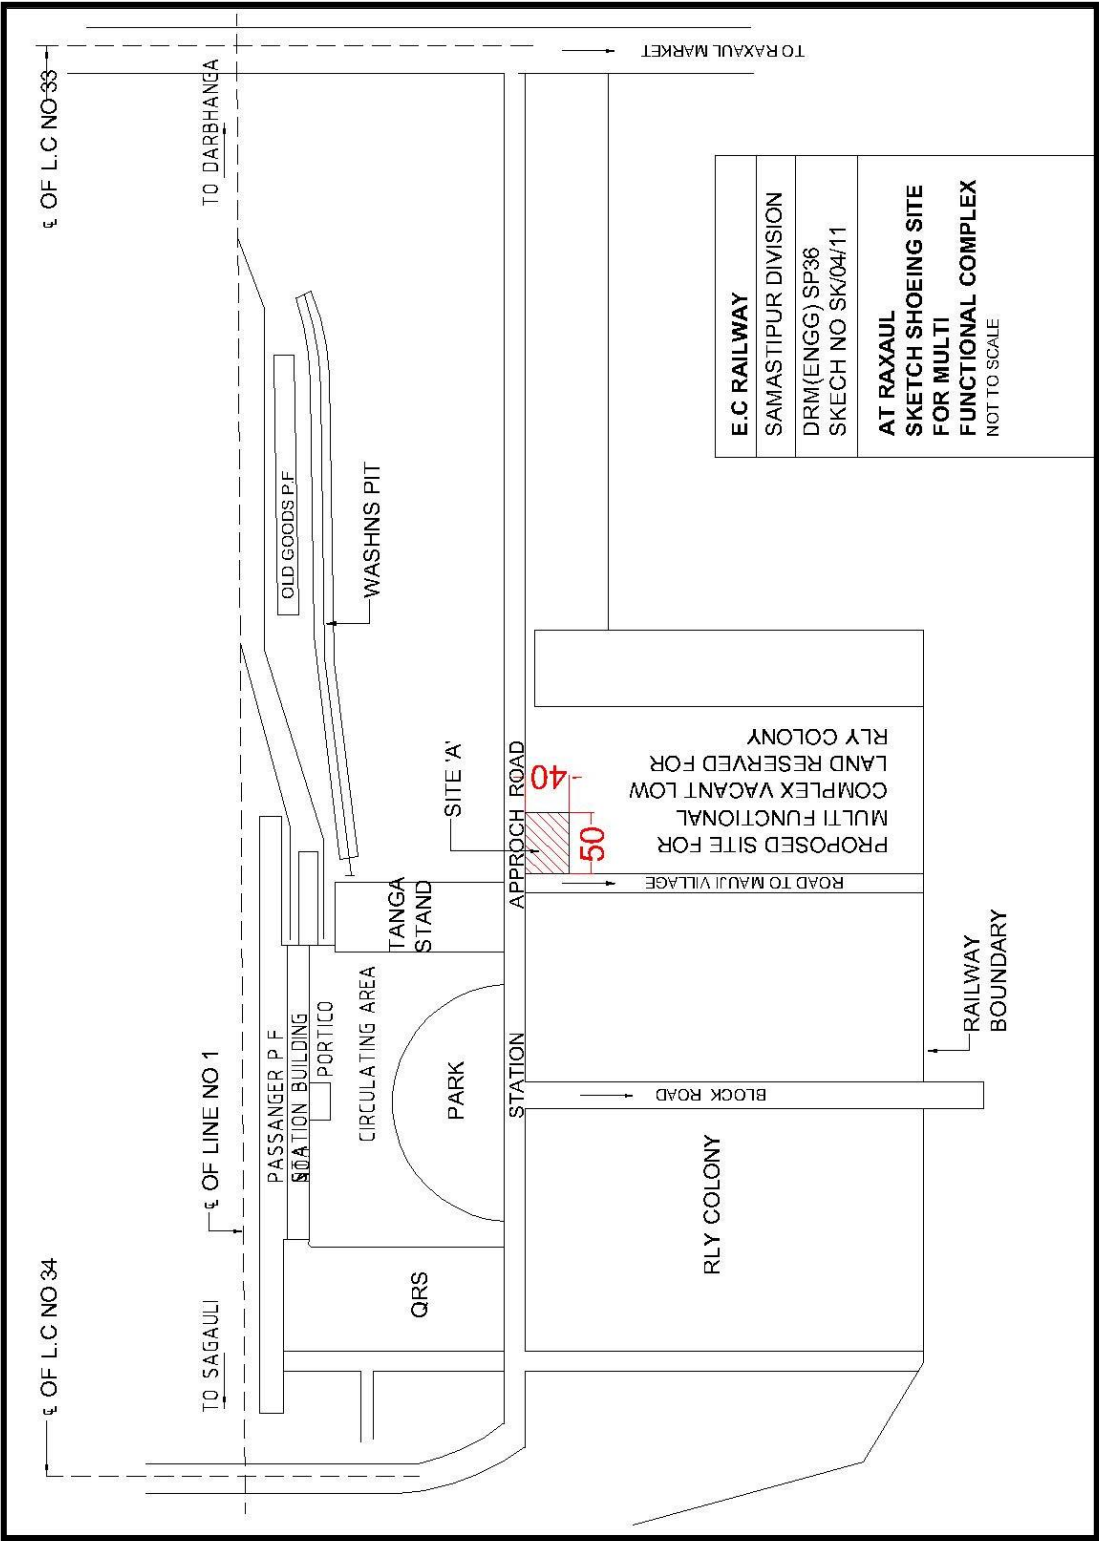 ₵ OF L.C NO 34
₵ OF L.C NO 33
TO SAGAULI
₵ OF LINE NO 1
TO DARBHANGA
PASSANGER P F
STATION BUILDING
PORTICO
OLD GOODS P.F
WASHNS PIT
CIRCULATING AREA
TANGA
STAND
QRS
PARK
SITE 'A'
STATION APPROCH ROAD
TO RAXAUL MARKET
40
50
RLY COLONY
BLOCK ROAD
ROAD TO MAUJI VILLAGE
PROPOSED SITE FOR
MULTI FUNCTIONAL
COMPLEX VACANT LOW
LAND RESERVED FOR
RLY COLONY
RAILWAY
BOUNDARY
E.C RAILWAY
SAMASTIPUR DIVISION
DRM(ENGG) SP36
SKECH NO SK/04/11
AT RAXAUL
SKETCH SHOEING SITE
FOR MULTI
FUNCTIONAL COMPLEX
NOT TO SCALE